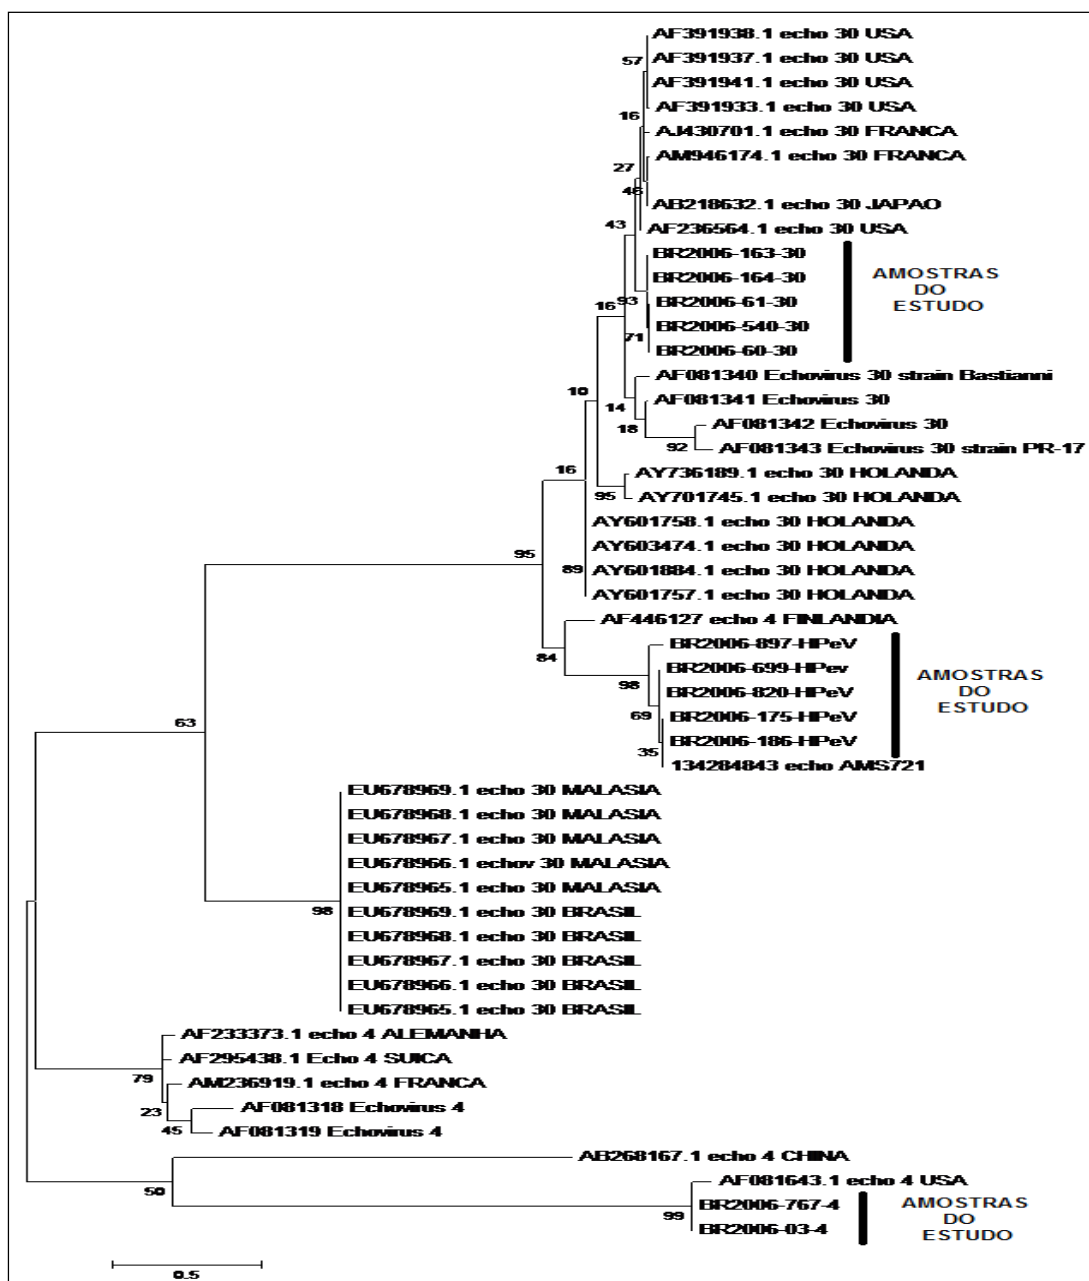 AF391938.1 echo 30 USA
57
AF391937.1 echo 30 USA
AF391941.1 echo 30 USA
AF391933.1 echo 30 USA
16
AJ430701.1 echo 30 FRANCA
AM946174.1 echo 30 FRANCA
27
46
AB218632.1 echo 30 JAPAO
43
AF236564.1 echo 30 USA
BR2006-163-30
BR2006-164-30
93
BR2006-61-30
16
BR2006-540-30
71
BR2006-60-30
AMOSTRAS
DO
ESTUDO
AF081340 Echovirus 30 strain Bastianni
10
AF081341 Echovirus 30
14
AF081342 Echovirus 30
18
92
AF081343 Echovirus 30 strain PR-17
16
AY736189.1 echo 30 HOLANDA
95
AY701745.1 echo 30 HOLANDA
AY601758.1 echo 30 HOLANDA
95
AY603474.1 echo 30 HOLANDA
89
AY601884.1 echo 30 HOLANDA
AY601757.1 echo 30 HOLANDA
AF446127 echo 4 FINLANDIA
84
BR2006-897-HPeV
BR2006-699-HPev
98
BR2006-820-HPeV
69
BR2006-175-HPeV
BR2006-186-HPeV
35
134284843 echo AMS721
AMOSTRAS
DO
ESTUDO
63
EU678969.1 echo 30 MALASIA
EU678968.1 echo 30 MALASIA
EU678967.1 echo 30 MALASIA
EU678966.1 echov 30 MALASIA
EU678965.1 echo 30 MALASIA
98
EU678969.1 echo 30 BRASIL
EU678968.1 echo 30 BRASIL
EU678967.1 echo 30 BRASIL
EU678966.1 echo 30 BRASIL
EU678965.1 echo 30 BRASIL
AF233373.1 echo 4 ALEMANHA
AF295438.1 Echo 4 SUICA
79
AM236919.1 echo 4 FRANCA
23
AF081318 Echovirus 4
45
AF081319 Echovirus 4
AB268167.1 echo 4 CHINA
50
AF081643.1 echo 4 USA
BR2006-767-4
99
BR2006-03-4
AMOSTRAS
DO
ESTUDO
0.5